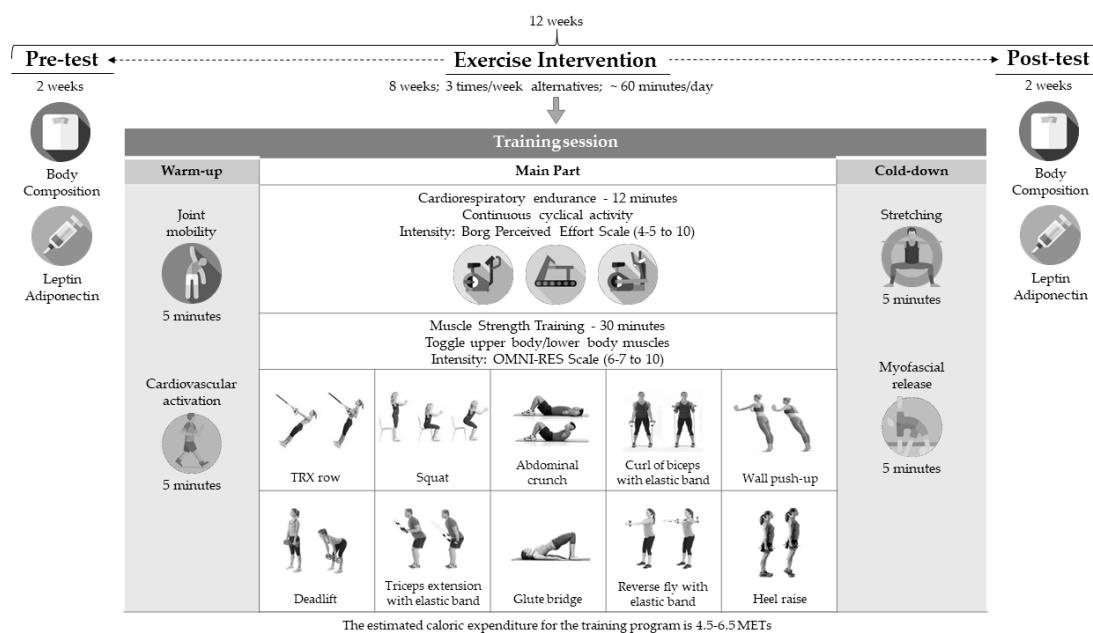 12 weeks
Pre-test
Exercise Intervention
Post-test
2 weeks
8 weeks; 3 times/week alternatives; ~ 60 minutes/day
2 weeks
Body
Composition
Leptin
Adiponectin
Training session
Warm-up
Main Part
Cold-down
Joint
mobility
5 minutes
Cardiovascular
activation
5 minutes
Cardiorespiratory endurance - 12 minutes
Continuous cyclical activity
Intensity: Borg Perceived Effort Scale (4-5 to 10)
Muscle Strength Training - 30 minutes
Toggle upper body/lower body muscles
Intensity: OMNI-RES Scale (6-7 to 10)
TRX row
Squat
Abdominal
crunch
Curl of biceps
with elastic band
Wall push-up
Deadlift
Triceps extension
with elastic band
Glute bridge
Reverse fly with
elastic band
Heel raise
Stretching
5 minutes
Myofascial
release
5 minutes
Body
Composition
Leptin
Adiponectin
The estimated caloric expenditure for the training program is 4.5-6.5 METs